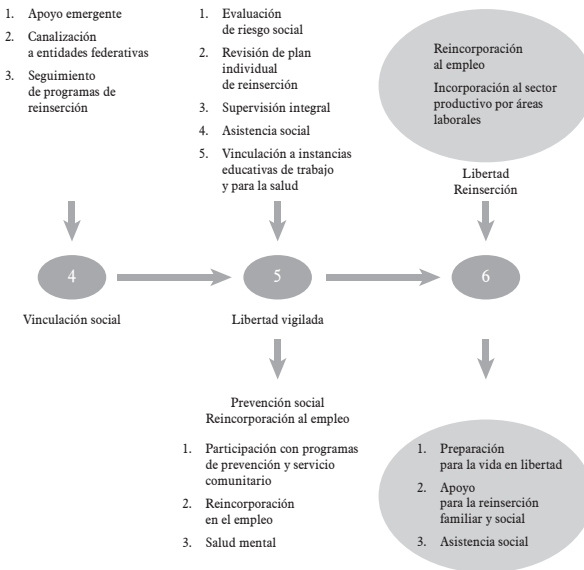 1. Apoyo emergente
2. Canalización
a entidades federativas
3. Seguimiento
de programas de
reinserción
1. Evaluación
de riesgo social
2. Revisión de plan
individual
de reinserción
3. Supervisión integral
4. Asistencia social
5. Vinculación a instancias
educativas de trabajo
y para la salud
Reincorporación
al empleo
Incorporación al sector
productivo por áreas
laborales
Libertad
Reinserción
4
5
6
Vinculación social
Libertad vigilada
Prevención social
Reincorporación al empleo
1. Participación con programas
de prevención y servicio
comunitario
2. Reincorporación
en el empleo
3. Salud mental
1. Preparación
para la vida en libertad
2. Apoyo
para la reinserción
familiar y social
3. Asistencia social